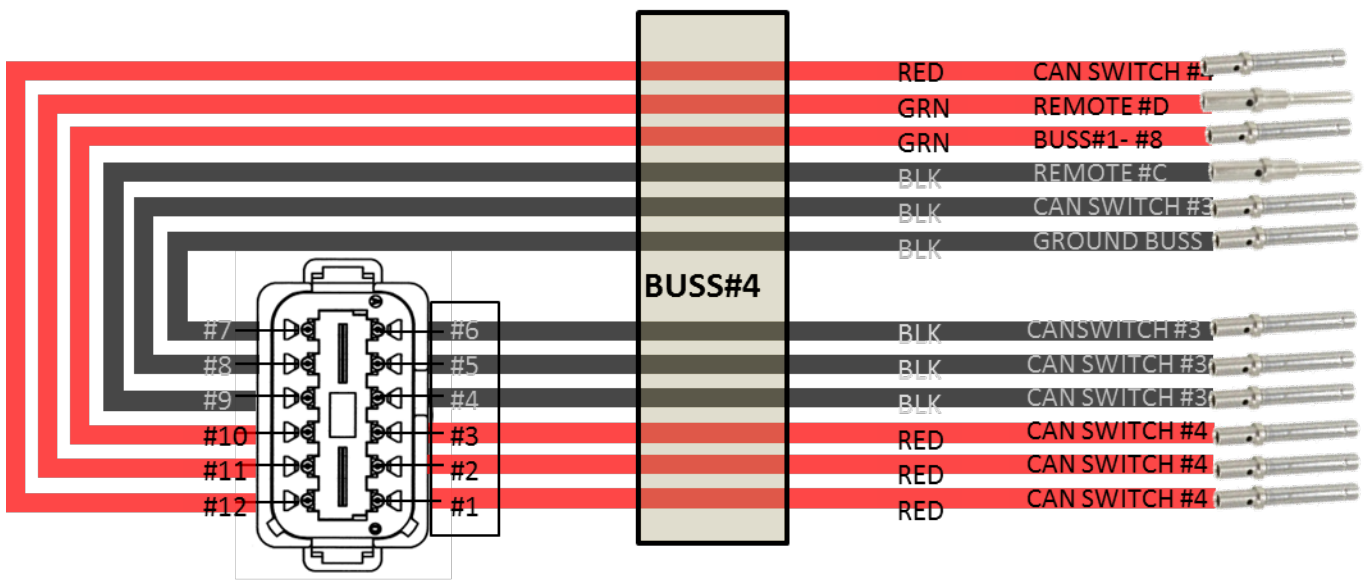 RED CAN SWITCH #4
GRN REMOTE #D
GRN BUSS#1- #8
BLK REMOTE #C
BLK CAN SWITCH #3
BLK GROUND BUSS
BUSS#4
#7 #6 BLK CANSWITCH #3
#8 #5 BLK CAN SWITCH #3
#9 #4 BLK CAN SWITCH #3
#10 #3 RED CAN SWITCH #4
#11 #2 RED CAN SWITCH #4
#12 #1 RED CAN SWITCH #4